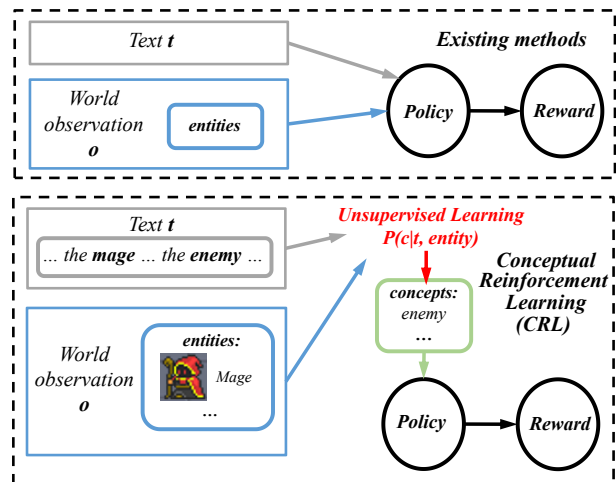 Text t
Existing methods
World
observation
o
entities
Policy
Reward
Text t
... the mage ... the enemy ...
Unsupervised Learning
P(c|t, entity)
Conceptual
Reinforcement
Learning
(CRL)
concepts:
enemy
...
World
observation
o
entities:
Mage
...
Policy
Reward